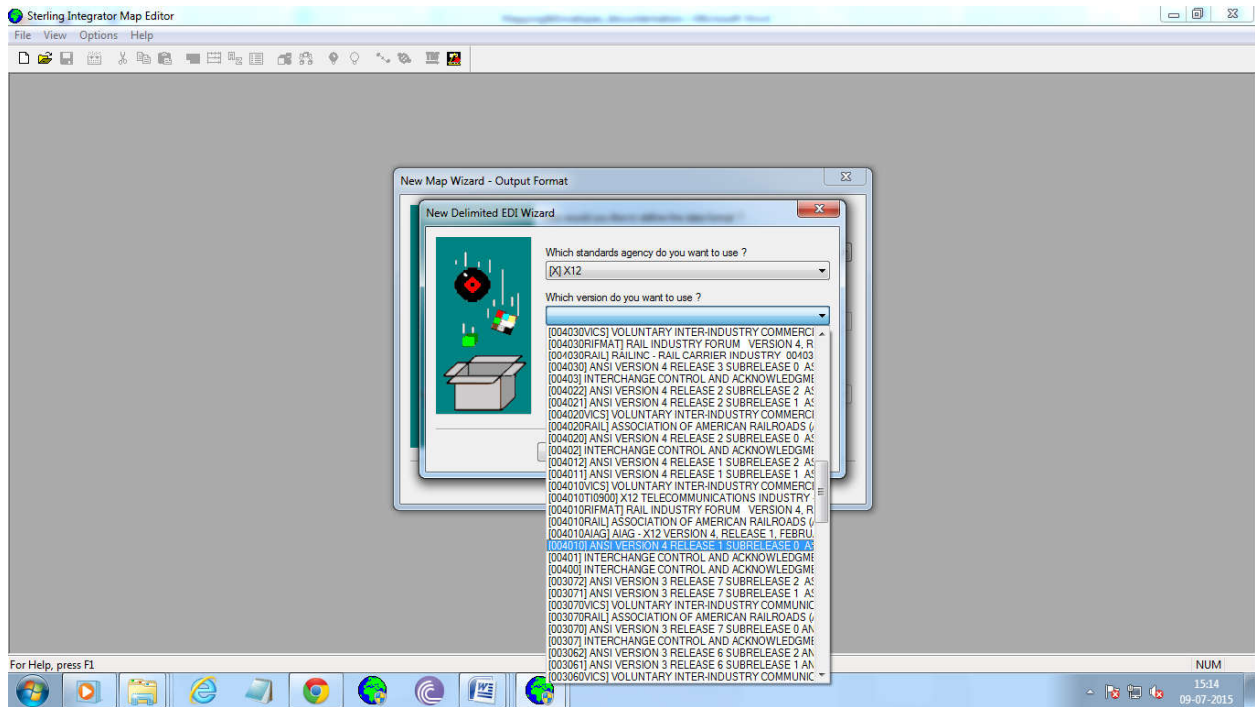 Sterling Integrator Map Editor
File View Options Help
New Map Wizard - Output Format
New Delimited EDI Wizard
Which standards agency do you want to use ?
[X] X12
Which version do you want to use ?
[004030VICS] VOLUNTARY INTER-INDUSTRY COMMERCI
[004030RIFMAT] RAIL INDUSTRY FORUM VERSION 4, R
[004030RAIL] RAILINC - RAIL CARRIER INDUSTRY 00403
[004030] ANSI VERSION 4 RELEASE 3 SUBRELEASE 0 AS
[00403] INTERCHANGE CONTROL AND ACKNOWLEDGME
[004022] ANSI VERSION 4 RELEASE 2 SUBRELEASE 2 AS
[004021] ANSI VERSION 4 RELEASE 2 SUBRELEASE 1 AS
[004020VICS] VOLUNTARY INTER-INDUSTRY COMMERCI
[004020RAIL] ASSOCIATION OF AMERICAN RAILROADS (
[004020] ANSI VERSION 4 RELEASE 2 SUBRELEASE 0 AS
[00402] INTERCHANGE CONTROL AND ACKNOWLEDGME
[004012] ANSI VERSION 4 RELEASE 1 SUBRELEASE 2 AS
[004011] ANSI VERSION 4 RELEASE 1 SUBRELEASE 1 AS
[004010VICS] VOLUNTARY INTER-INDUSTRY COMMERCI
[004010TI0900] X12 TELECOMMUNICATIONS INDUSTRY
[004010RIFMAT] RAIL INDUSTRY FORUM VERSION 4, R
[004010RAIL] ASSOCIATION OF AMERICAN RAILROADS (
[004010AIAG] AIAG - X12 VERSION 4, RELEASE 1, FEBRU
[004010] ANSI VERSION 4 RELEASE 1 SUBRELEASE 0 AS
[00401] INTERCHANGE CONTROL AND ACKNOWLEDGME
[00400] INTERCHANGE CONTROL AND ACKNOWLEDGME
[003072] ANSI VERSION 3 RELEASE 7 SUBRELEASE 2 AS
[003071] ANSI VERSION 3 RELEASE 7 SUBRELEASE 1 AS
[003070VICS] VOLUNTARY INTER-INDUSTRY COMMUNIC
[003070RAIL] ASSOCIATION OF AMERICAN RAILROADS (
[003070] ANSI VERSION 3 RELEASE 7 SUBRELEASE 0 AN
[00307] INTERCHANGE CONTROL AND ACKNOWLEDGME
[003062] ANSI VERSION 3 RELEASE 6 SUBRELEASE 2 AN
[003061] ANSI VERSION 3 RELEASE 6 SUBRELEASE 1 AN
[003060VICS] VOLUNTARY INTER-INDUSTRY COMMUNIC
For Help, press F1
NUM
15:14
09-07-2015